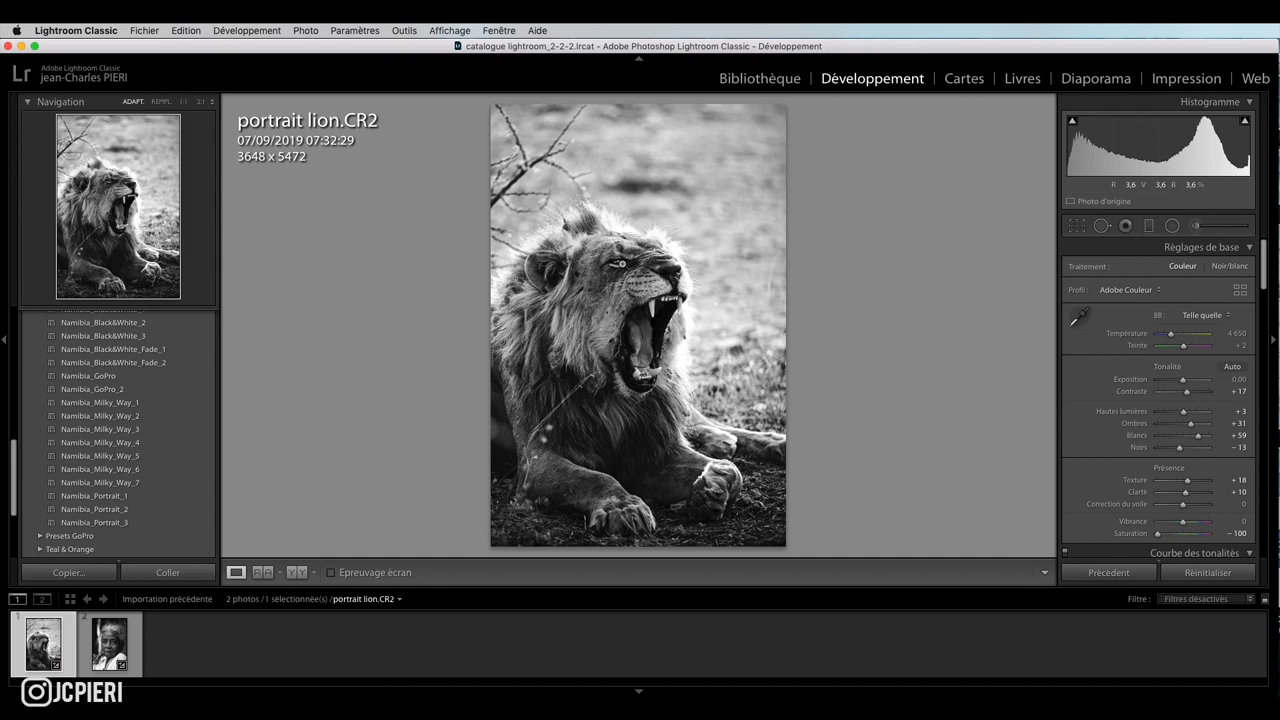 Lightroom Classic Fichier Edition Développement Photo Paramètres Outils Affichage Fenêtre Aide
catalogue lightroom_2-2-2.lrcat - Adobe Photoshop Lightroom Classic - Développement
Lr
Adobe Lightroom Classic
jean-Charles PIERI
Bibliothèque | Développement | Cartes | Livres | Diaporama | Impression | Web
Navigation ADAPT. REMPL. 1:1 2:1
portrait lion.CR2
07/09/2019 07:32:29
3648 x 5472
Namibia_Black&White_2
Namibia_Black&White_3
Namibia_Black&White_Fade_1
Namibia_Black&White_Fade_2
Namibia_GoPro
Namibia_GoPro_2
Namibia_Milky_Way_1
Namibia_Milky_Way_2
Namibia_Milky_Way_3
Namibia_Milky_Way_4
Namibia_Milky_Way_5
Namibia_Milky_Way_6
Namibia_Milky_Way_7
Namibia_Portrait_1
Namibia_Portrait_2
Namibia_Portrait_3
Presets GoPro
Teal & Orange
Copier... Coller
Epreuvage écran
Histogramme
R 3,6 V 3,6 B 3,6 %
Photo d'origine
Réglages de base
Traitement : Couleur Noir/blanc
Profil : Adobe Couleur
BB : Telle quelle
Température 4 650
Teinte + 2
Tonalité Auto
Exposition 0,00
Contraste + 17
Hautes lumières + 3
Ombres + 31
Blancs + 59
Noirs − 13
Présence
Texture + 18
Clarté + 10
Correction du voile 0
Vibrance 0
Saturation − 100
Courbe des tonalités
Précédent Réinitialiser
1 2 Importation précédente 2 photos /1 sélectionnée(s) /portrait lion.CR2 Filtre : Filtres désactivés
1 2
JCPIERI